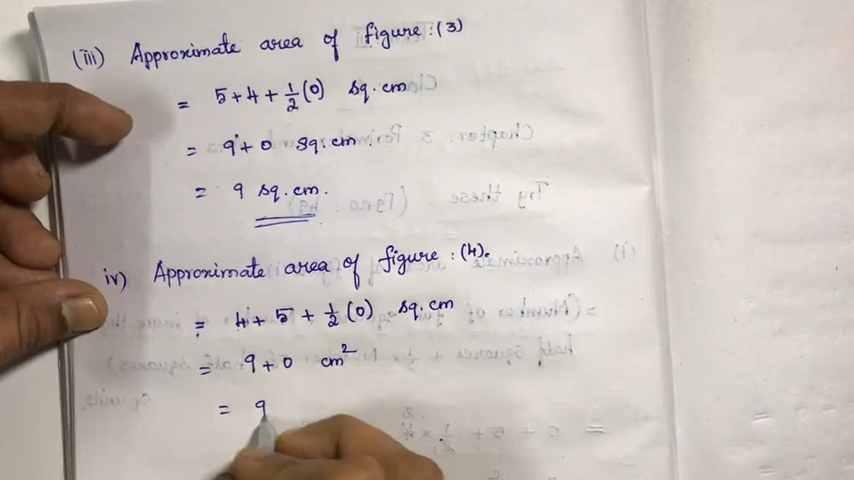 (iii) Approximate area of figure : (3)
= 5 + 4 + 1/2 (0) sq. cm
= 9 + 0 sq. cm.
= 9 sq. cm.
iv) Approximate area of figure : (4).
= 4 + 5 + 1/2 (0) sq. cm
= 9 + 0 cm²
= 9